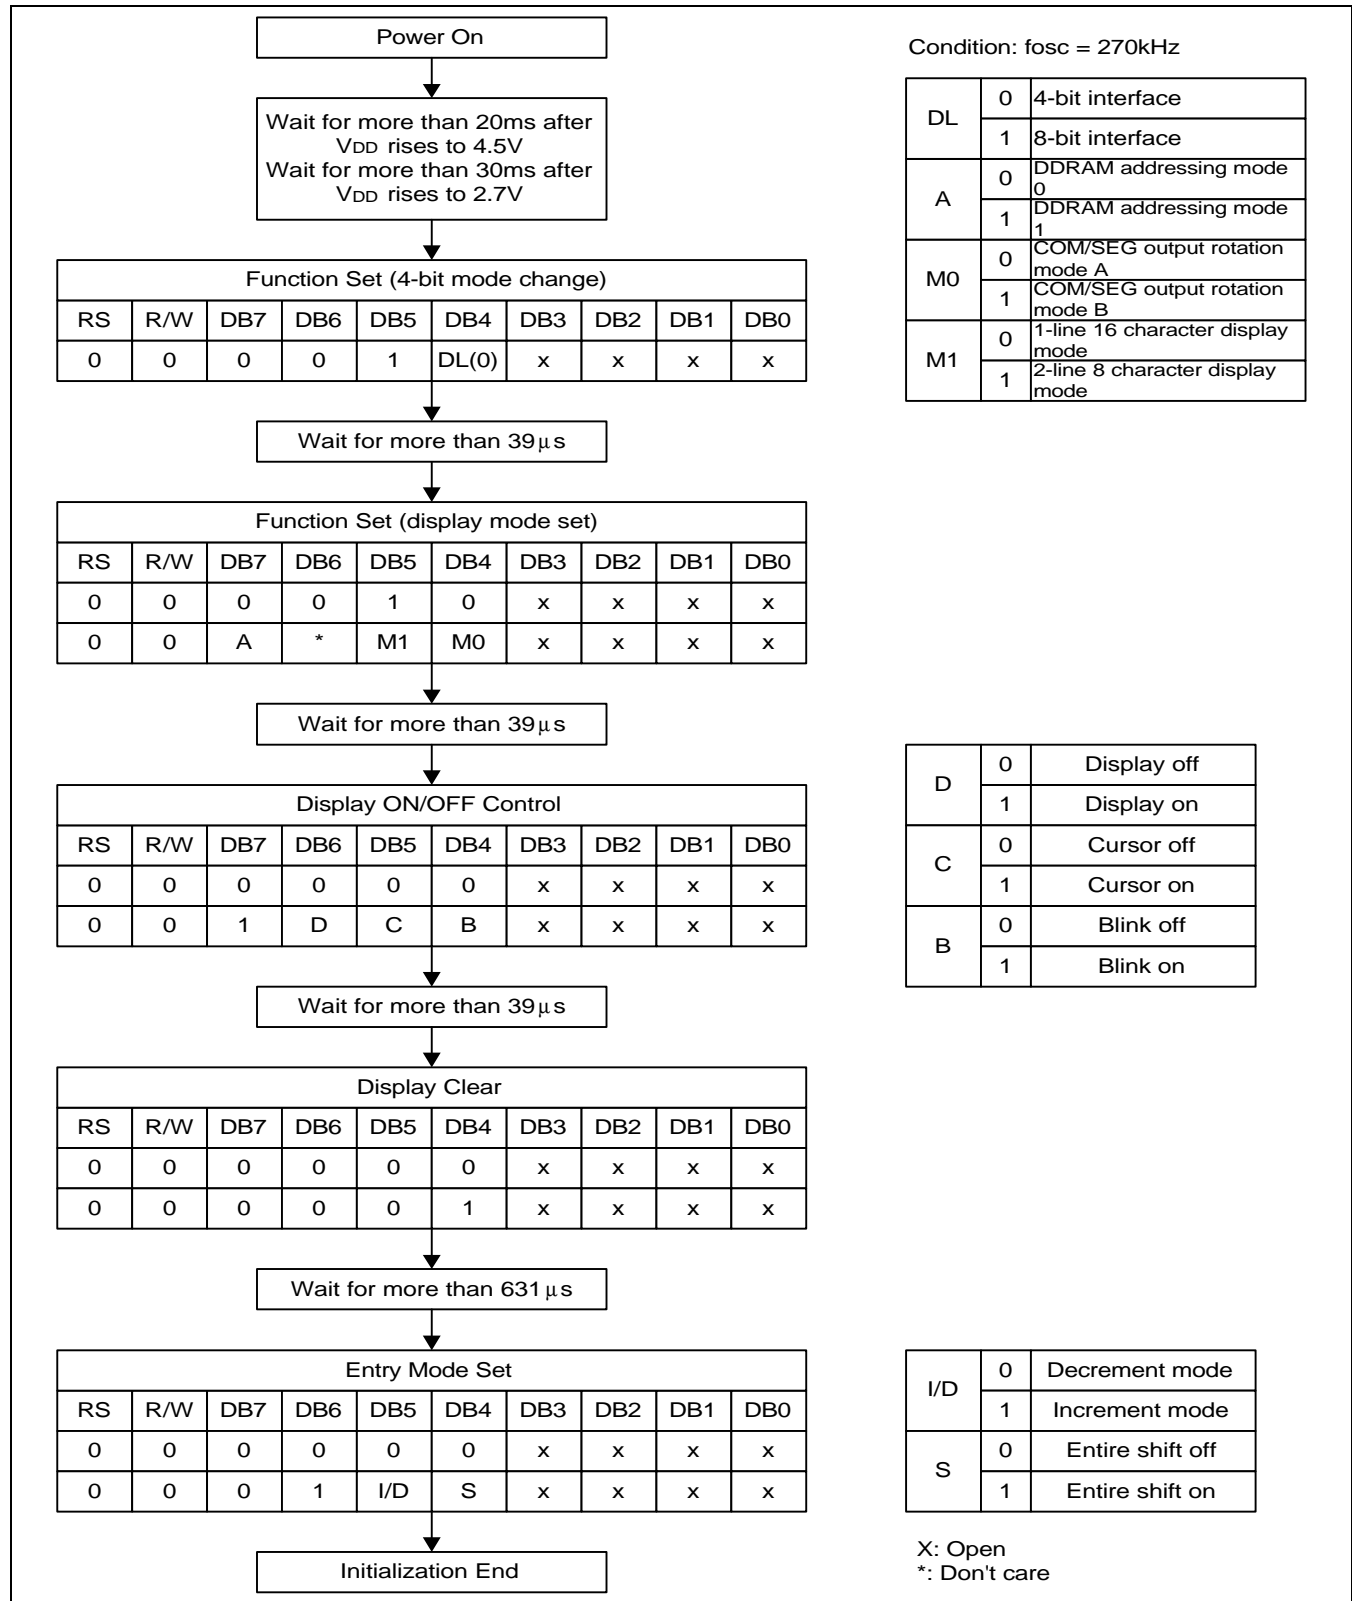 Power On
Wait for more than 20ms after
VDD rises to 4.5V
Wait for more than 30ms after
VDD rises to 2.7V
Function Set (4-bit mode change)
RS R/W DB7 DB6 DB5 DB4 DB3 DB2 DB1 DB0
0 0 0 0 1 DL(0) x x x x
Wait for more than 39μs
Function Set (display mode set)
RS R/W DB7 DB6 DB5 DB4 DB3 DB2 DB1 DB0
0 0 0 0 1 0 x x x x
0 0 A * M1 M0 x x x x
Wait for more than 39μs
Display ON/OFF Control
RS R/W DB7 DB6 DB5 DB4 DB3 DB2 DB1 DB0
0 0 0 0 0 0 x x x x
0 0 1 D C B x x x x
Wait for more than 39μs
Display Clear
RS R/W DB7 DB6 DB5 DB4 DB3 DB2 DB1 DB0
0 0 0 0 0 0 x x x x
0 0 0 0 0 1 x x x x
Wait for more than 631μs
Entry Mode Set
RS R/W DB7 DB6 DB5 DB4 DB3 DB2 DB1 DB0
0 0 0 0 0 0 x x x x
0 0 0 1 I/D S x x x x
Initialization End
Condition: fosc = 270kHz
DL
0 4-bit interface
1 8-bit interface
A
0 DDRAM addressing mode
0
1 DDRAM addressing mode
1
M0
0 COM/SEG output rotation
mode A
1 COM/SEG output rotation
mode B
M1
0 1-line 16 character display
mode
1 2-line 8 character display
mode
D
0 Display off
1 Display on
C
0 Cursor off
1 Cursor on
B
0 Blink off
1 Blink on
I/D
0 Decrement mode
1 Increment mode
S
0 Entire shift off
1 Entire shift on
X: Open
*: Don't care